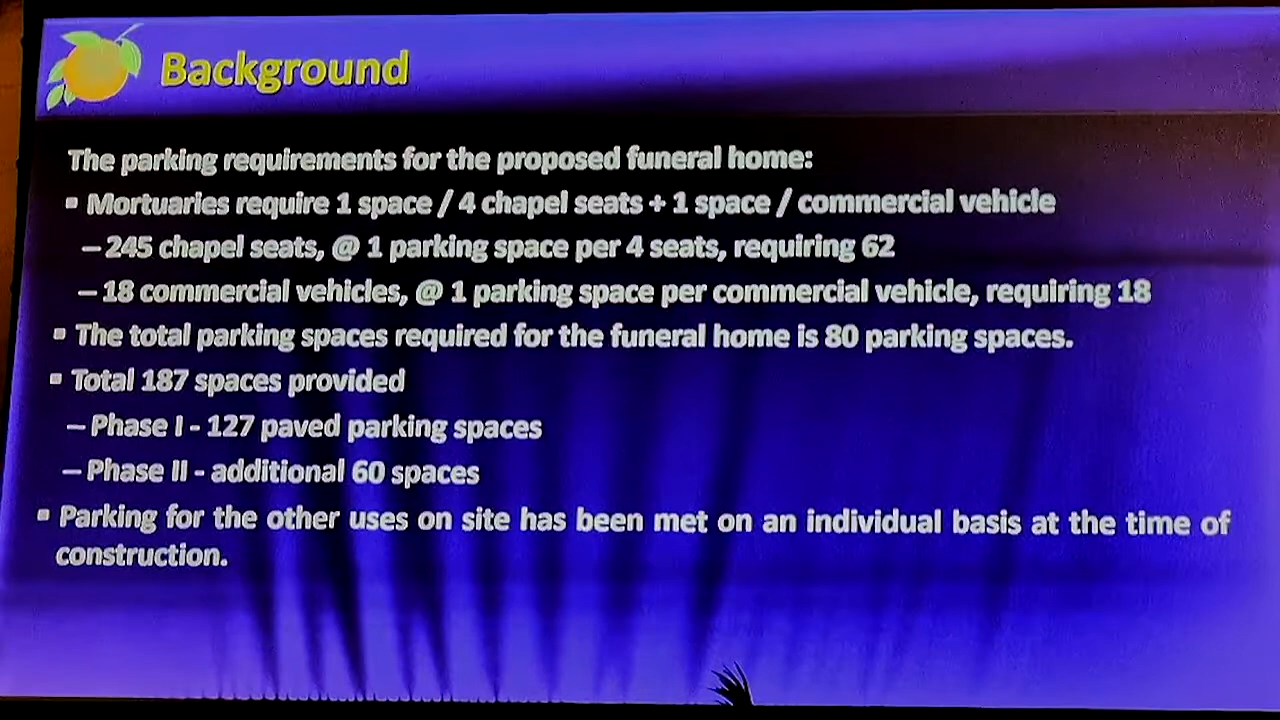 Background
The parking requirements for the proposed funeral home:
▪ Mortuaries require 1 space / 4 chapel seats + 1 space / commercial vehicle
– 245 chapel seats, @ 1 parking space per 4 seats, requiring 62
– 18 commercial vehicles, @ 1 parking space per commercial vehicle, requiring 18
▪ The total parking spaces required for the funeral home is 80 parking spaces.
▪ Total 187 spaces provided
– Phase I - 127 paved parking spaces
– Phase II - additional 60 spaces
▪ Parking for the other uses on site has been met on an individual basis at the time of
construction.